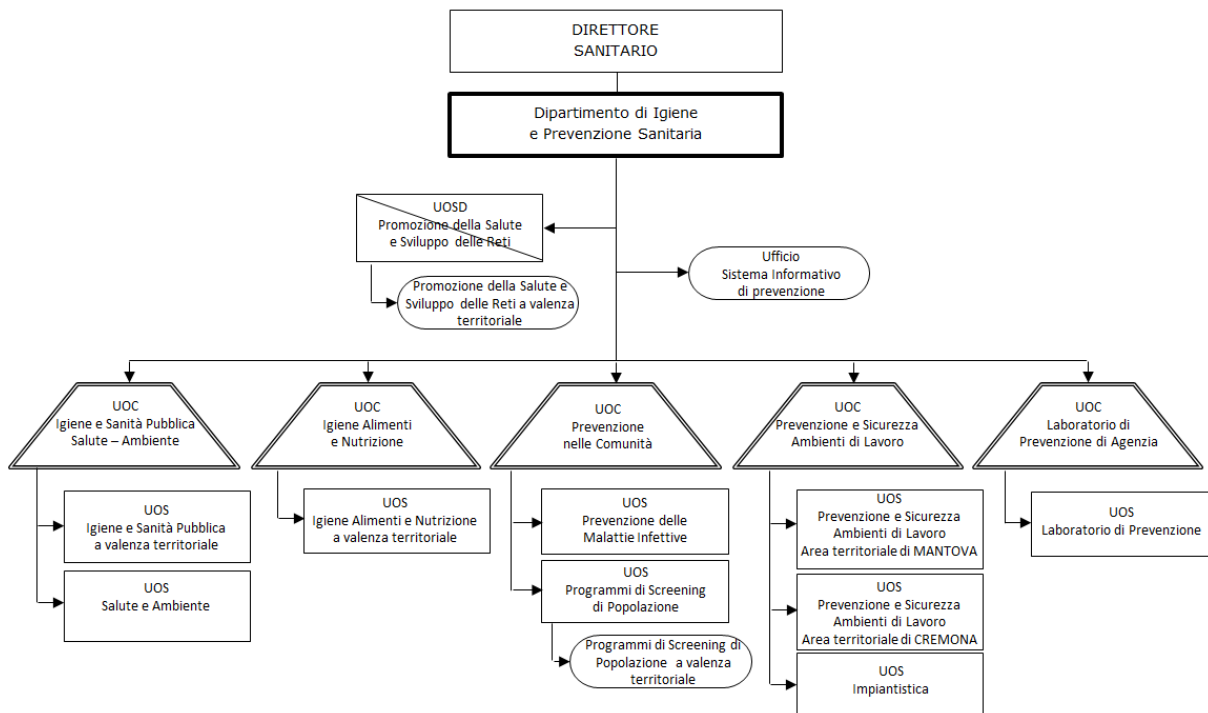 DIRETTORE
SANITARIO
Dipartimento di Igiene
e Prevenzione Sanitaria
UOSD
Promozione della Salute
e Sviluppo delle Reti
Promozione della Salute e
Sviluppo delle Reti a valenza
territoriale
Ufficio
Sistema Informativo
di prevenzione
UOC
Igiene e Sanità Pubblica
Salute – Ambiente
UOS
Igiene e Sanità Pubblica
a valenza territoriale
UOS
Salute e Ambiente
UOC
Igiene Alimenti
e Nutrizione
UOS
Igiene Alimenti e Nutrizione
a valenza territoriale
UOC
Prevenzione
nelle Comunità
UOS
Prevenzione delle
Malattie Infettive
UOS
Programmi di Screening
di Popolazione
Programmi di Screening di
Popolazione a valenza
territoriale
UOC
Prevenzione e Sicurezza
Ambienti di Lavoro
UOS
Prevenzione e Sicurezza
Ambienti di Lavoro
Area territoriale di MANTOVA
UOS
Prevenzione e Sicurezza
Ambienti di Lavoro
Area territoriale di CREMONA
UOS
Impiantistica
UOC
Laboratorio di
Prevenzione di Agenzia
UOS
Laboratorio di Prevenzione